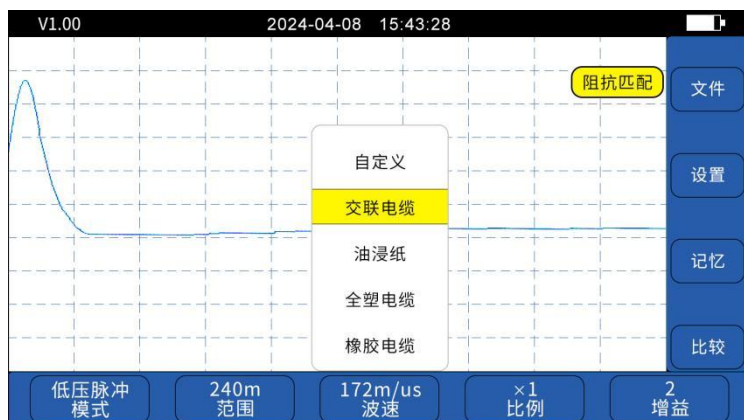 V1.00 2024-04-08 15:43:28
阻抗匹配
文件
自定义
设置
交联电缆
油浸纸
记忆
全塑电缆
橡胶电缆
比较
低压脉冲
模式
240m
范围
172m/us
波速
×1
比例
2
增益